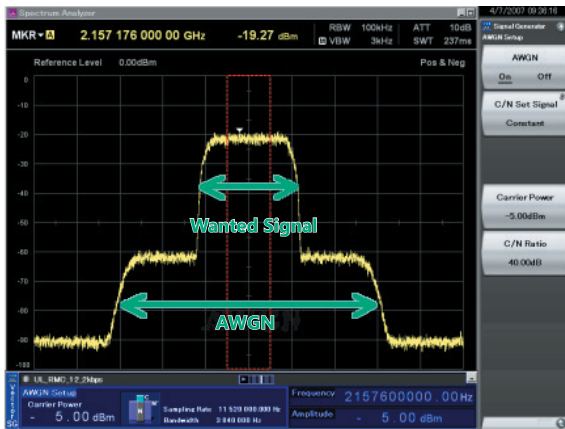 Spectrum Analyzer
4/7/2007 09:36:16
MKR▾A 2.157 176 000 00 GHz -19.27 dBm
RBW 100kHz ATT 10dB
VBW 3kHz SWT 237ms
Signal Generator
AWGN Setup
Reference Level 0.00dBm Pos & Neg
AWGN
On Off
C/N Set Signal
Constant
Carrier Power
-5.00dBm
C/N Ratio
40.00dB
0
-10
-20
-30
-40
-50
-60
-70
-80
-90
-100
Wanted Signal
AWGN
UL_RMC_12_2kbps
Vector SG
AWGN Setup
Carrier Power
- 5.00 dBm
Sampling Rate 11 520 000.000 Hz
Bandwidth 3 840 000 Hz
Frequency 2157600000.00Hz
Amplitude - 5.00 dBm